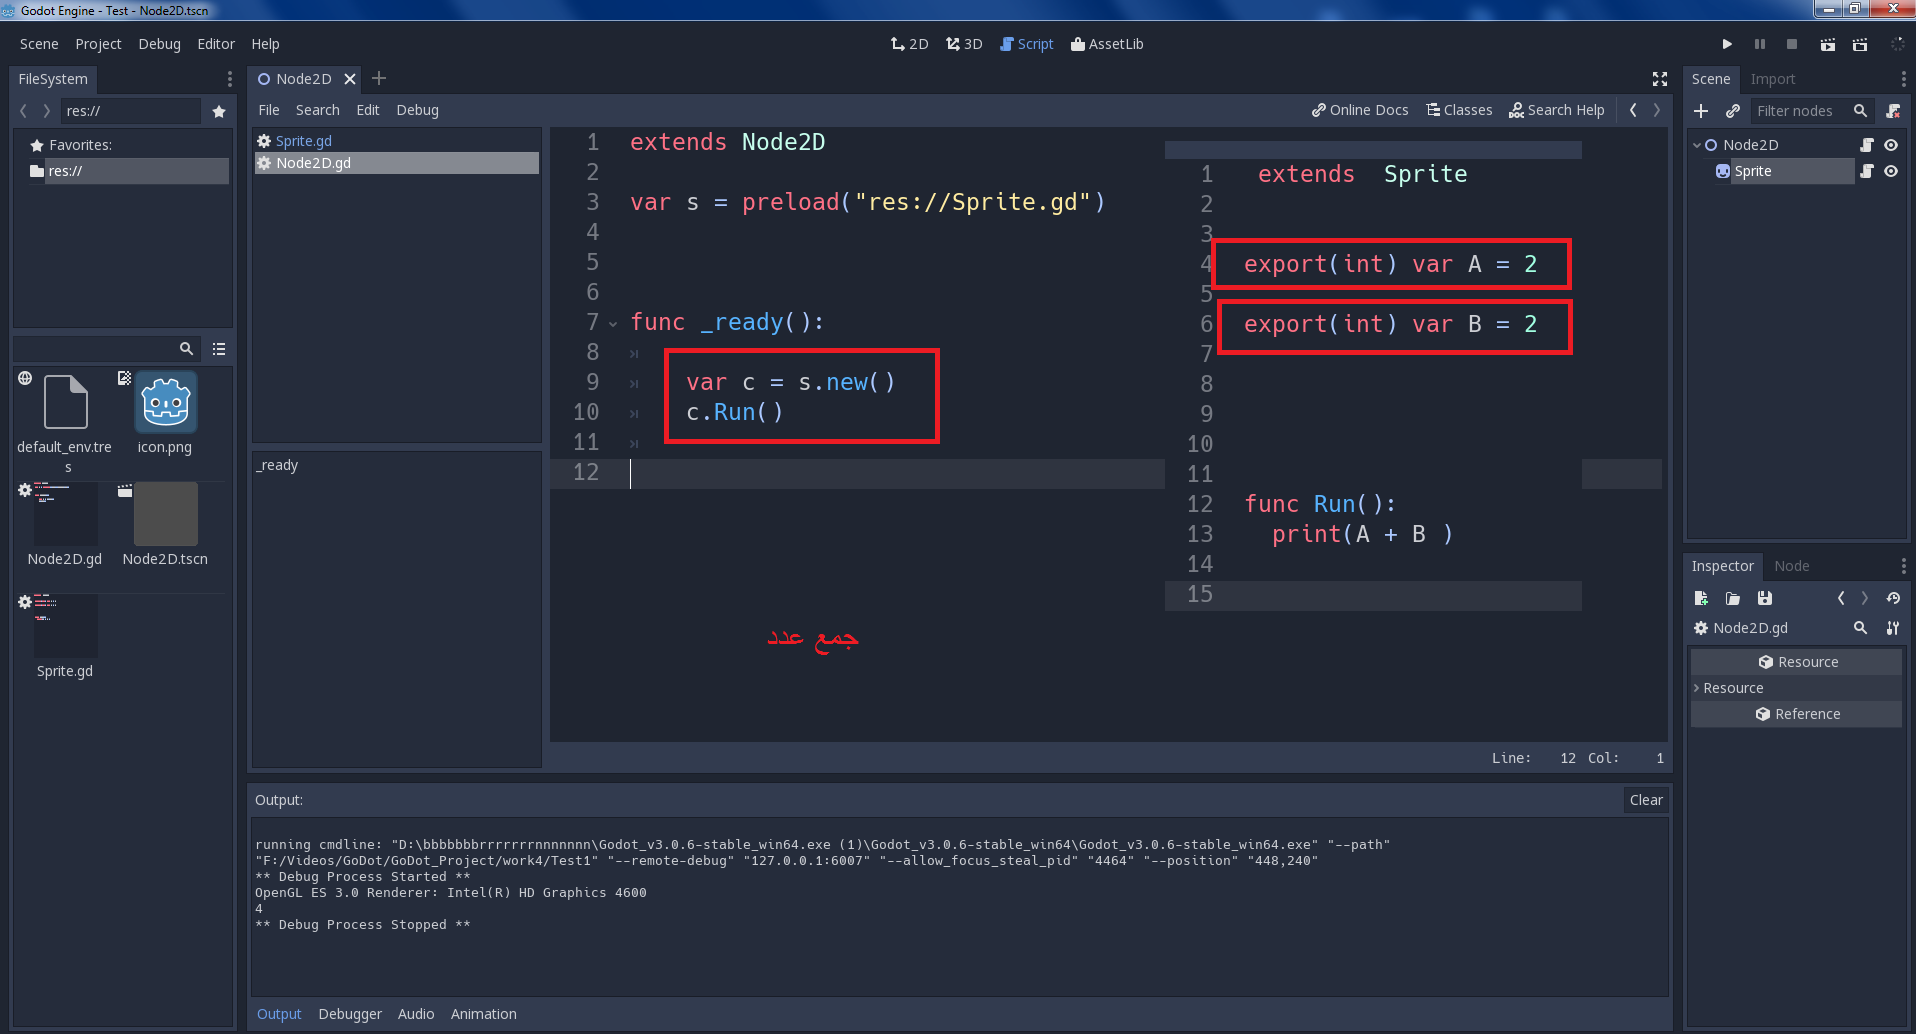 Godot Engine - Test - Node2D.tscn
Scene Project Debug Editor Help
2D 3D Script AssetLib
FileSystem
res://
Favorites:
res://
default_env.tres
icon.png
Node2D.gd
Node2D.tscn
Sprite.gd
Node2D
File Search Edit Debug
Online Docs Classes Search Help
Sprite.gd
Node2D.gd
_ready
1 extends Node2D
2
3 var s = preload("res://Sprite.gd")
4
5
6
7 func _ready():
8
9 var c = s.new()
10 c.Run()
11
12
1 extends Sprite
2
3
4 export(int) var A = 2
5
6 export(int) var B = 2
7
8
9
10
11
12 func Run():
13 print(A + B )
14
15
جمع عدد
Line: 12 Col: 1
Output:
Clear
running cmdline: "D:\bbbbbbbrrrrrrrnnnnnnn\Godot_v3.0.6-stable_win64.exe (1)\Godot_v3.0.6-stable_win64\Godot_v3.0.6-stable_win64.exe" "--path"
"F:/Videos/GoDot/GoDot_Project/work4/Test1" "--remote-debug" "127.0.0.1:6007" "--allow_focus_steal_pid" "4464" "--position" "448,240"
** Debug Process Started **
OpenGL ES 3.0 Renderer: Intel(R) HD Graphics 4600
4
** Debug Process Stopped **
Output Debugger Audio Animation
Scene Import
Filter nodes
Node2D
Sprite
Inspector Node
Node2D.gd
Resource
Resource
Reference